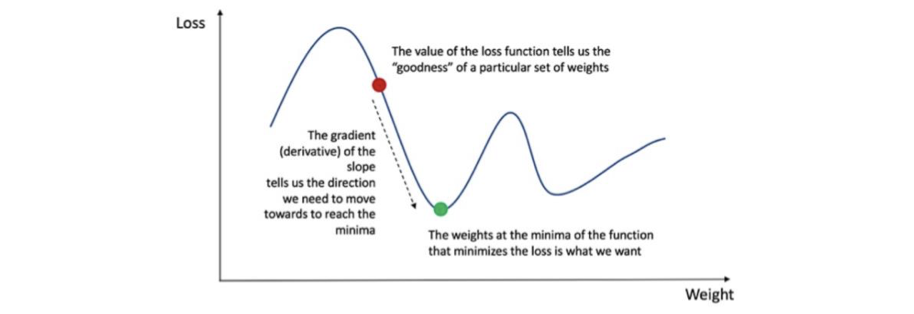 Loss
The value of the loss function tells us the
“goodness” of a particular set of weights
The gradient
(derivative) of the
slope
tells us the direction
we need to move
towards to reach the
minima
The weights at the minima of the function
that minimizes the loss is what we want
Weight